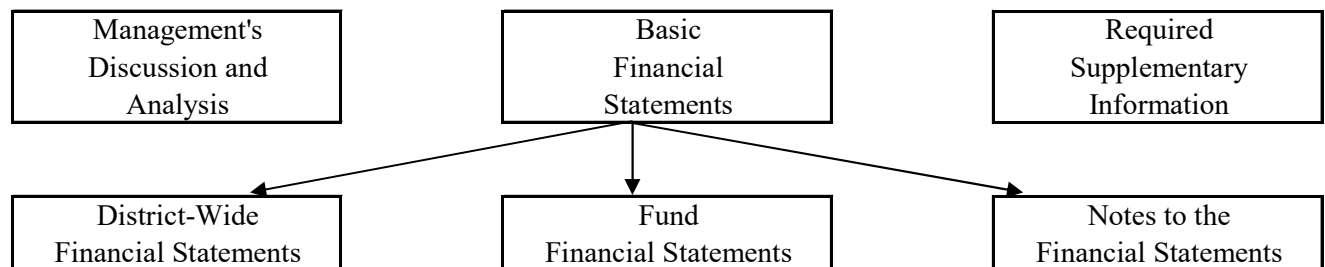 Management's
Discussion and
Analysis
Basic
Financial
Statements
Required
Supplementary
Information
District-Wide
Financial Statements
Fund
Financial Statements
Notes to the
Financial Statements